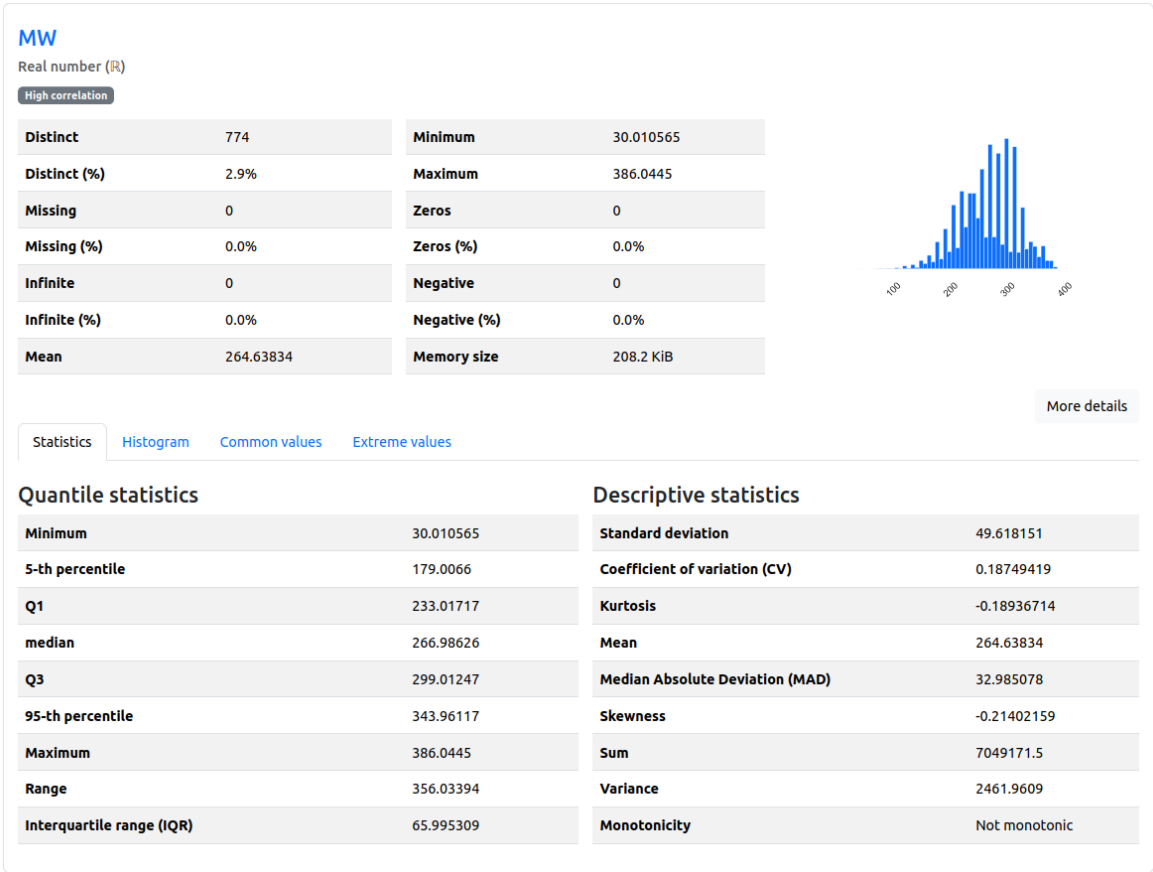 MW
Real number (ℝ)
High correlation
Distinct 774
Distinct (%) 2.9%
Missing 0
Missing (%) 0.0%
Infinite 0
Infinite (%) 0.0%
Mean 264.63834
Minimum 30.010565
Maximum 386.0445
Zeros 0
Zeros (%) 0.0%
Negative 0
Negative (%) 0.0%
Memory size 208.2 KiB
100 200 300 400
More details
Statistics Histogram Common values Extreme values
Quantile statistics
Minimum 30.010565
5-th percentile 179.0066
Q1 233.01717
median 266.98626
Q3 299.01247
95-th percentile 343.96117
Maximum 386.0445
Range 356.03394
Interquartile range (IQR) 65.995309
Descriptive statistics
Standard deviation 49.618151
Coefficient of variation (CV) 0.18749419
Kurtosis -0.18936714
Mean 264.63834
Median Absolute Deviation (MAD) 32.985078
Skewness -0.21402159
Sum 7049171.5
Variance 2461.9609
Monotonicity Not monotonic